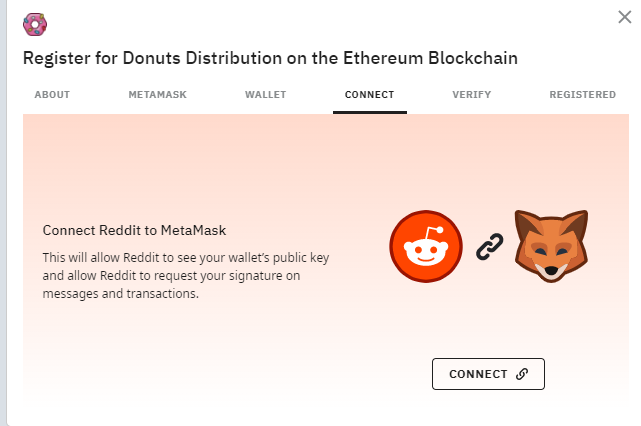 Register for Donuts Distribution on the Ethereum Blockchain
ABOUT METAMASK WALLET CONNECT VERIFY REGISTERED
Connect Reddit to MetaMask
This will allow Reddit to see your wallet's public key
and allow Reddit to request your signature on
messages and transactions.
CONNECT